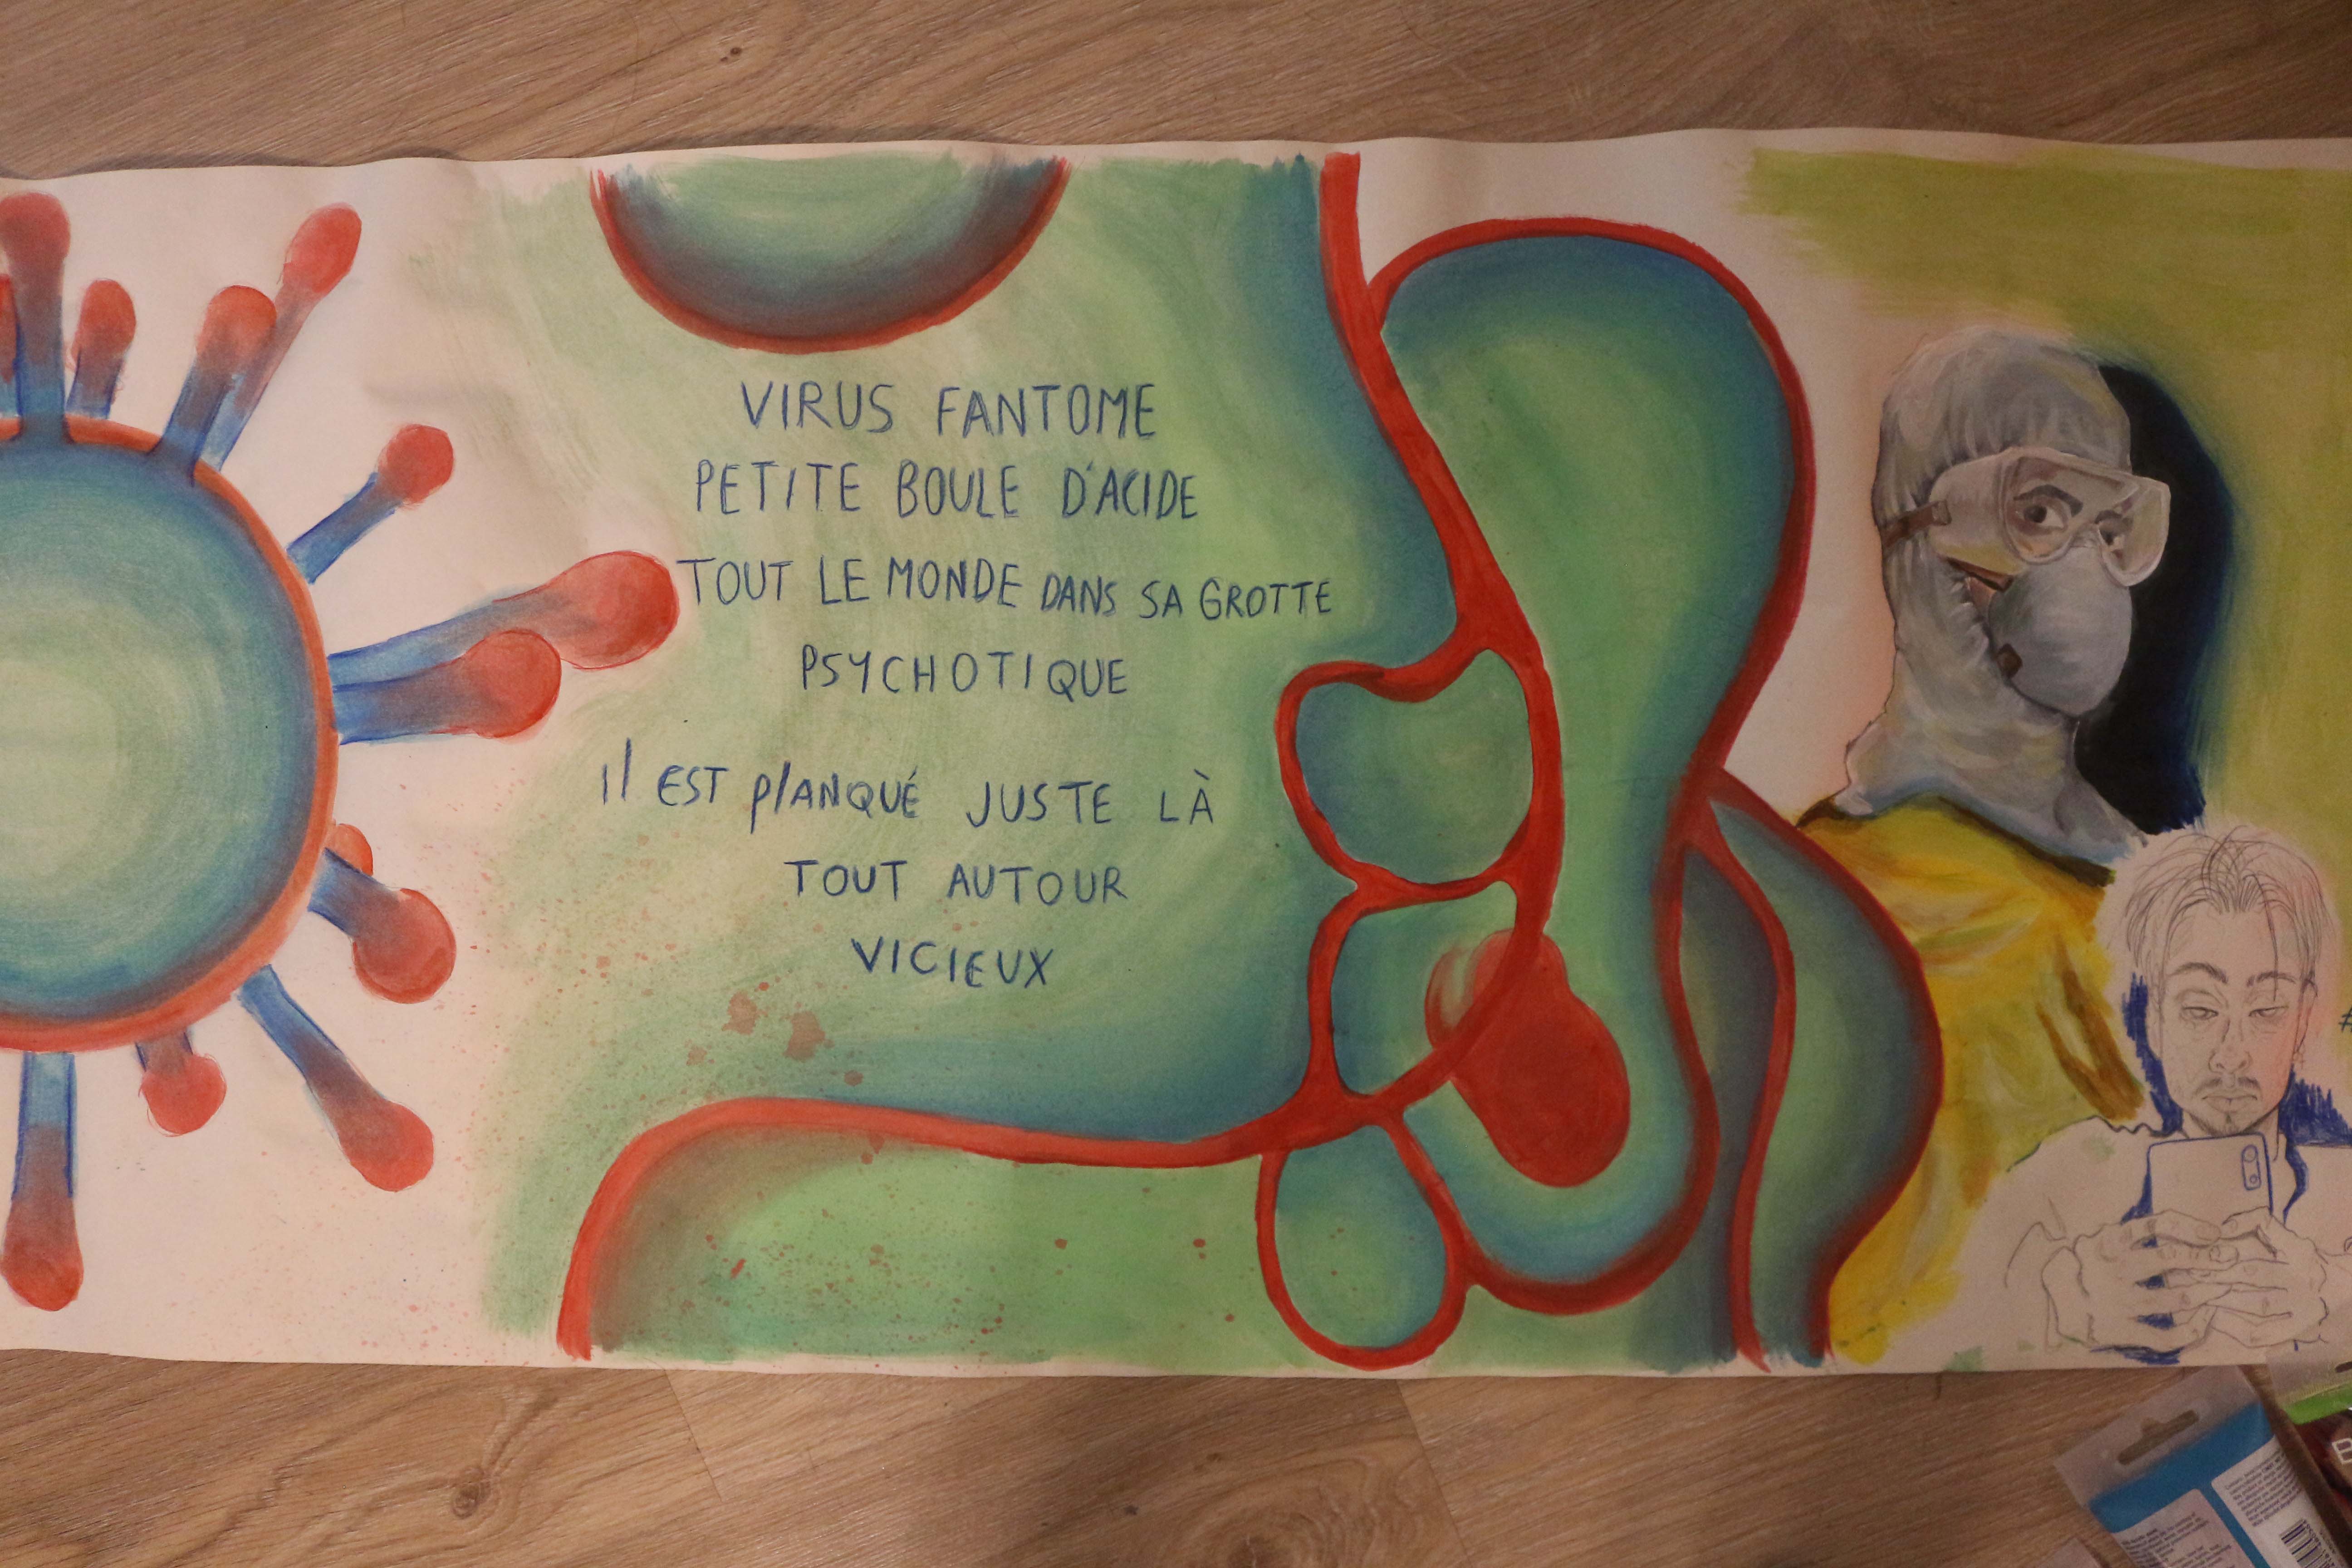 VIRUS FANTOME
PETITE BOULE D'ACIDE
TOUT LE MONDE DANS SA GROTTE
PSYCHOTIQUE
Il EST PlANQUÉ JUSTE LÀ
TOUT AUTOUR
VICIEUX